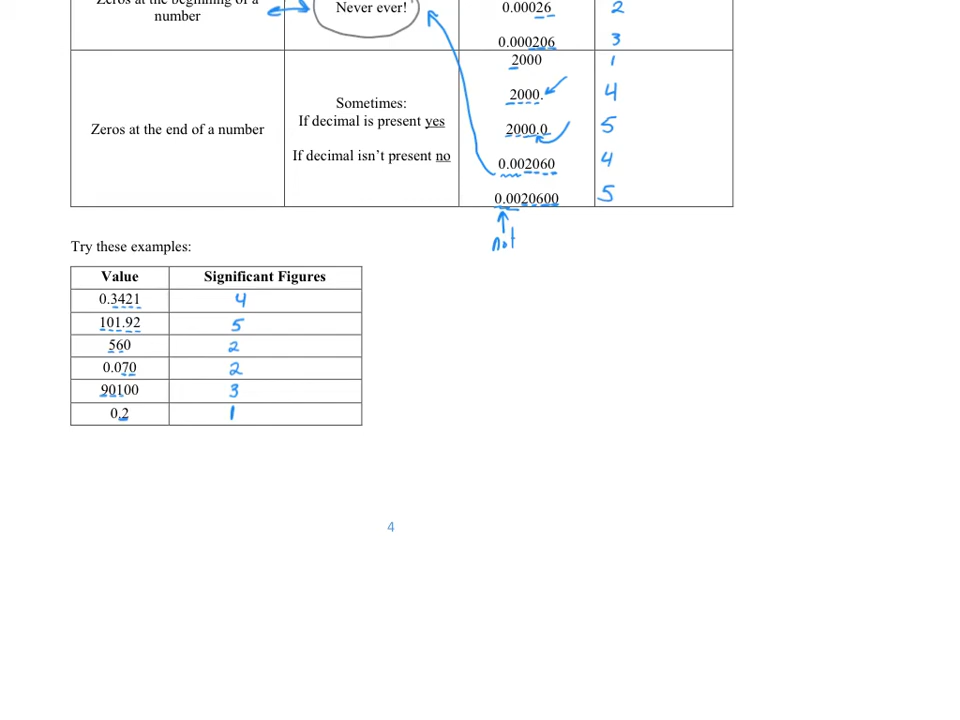 Zeros at the beginning of a
number
Never ever!
0.00026 2
0.000206 3
Zeros at the end of a number
Sometimes:
If decimal is present yes
If decimal isn't present no
2000 1
2000. 4
2000.0 5
0.002060 4
0.0020600 5
not
Try these examples:
Value Significant Figures
0.3421 4
101.92 5
560 2
0.070 2
90100 3
0.2 1
4